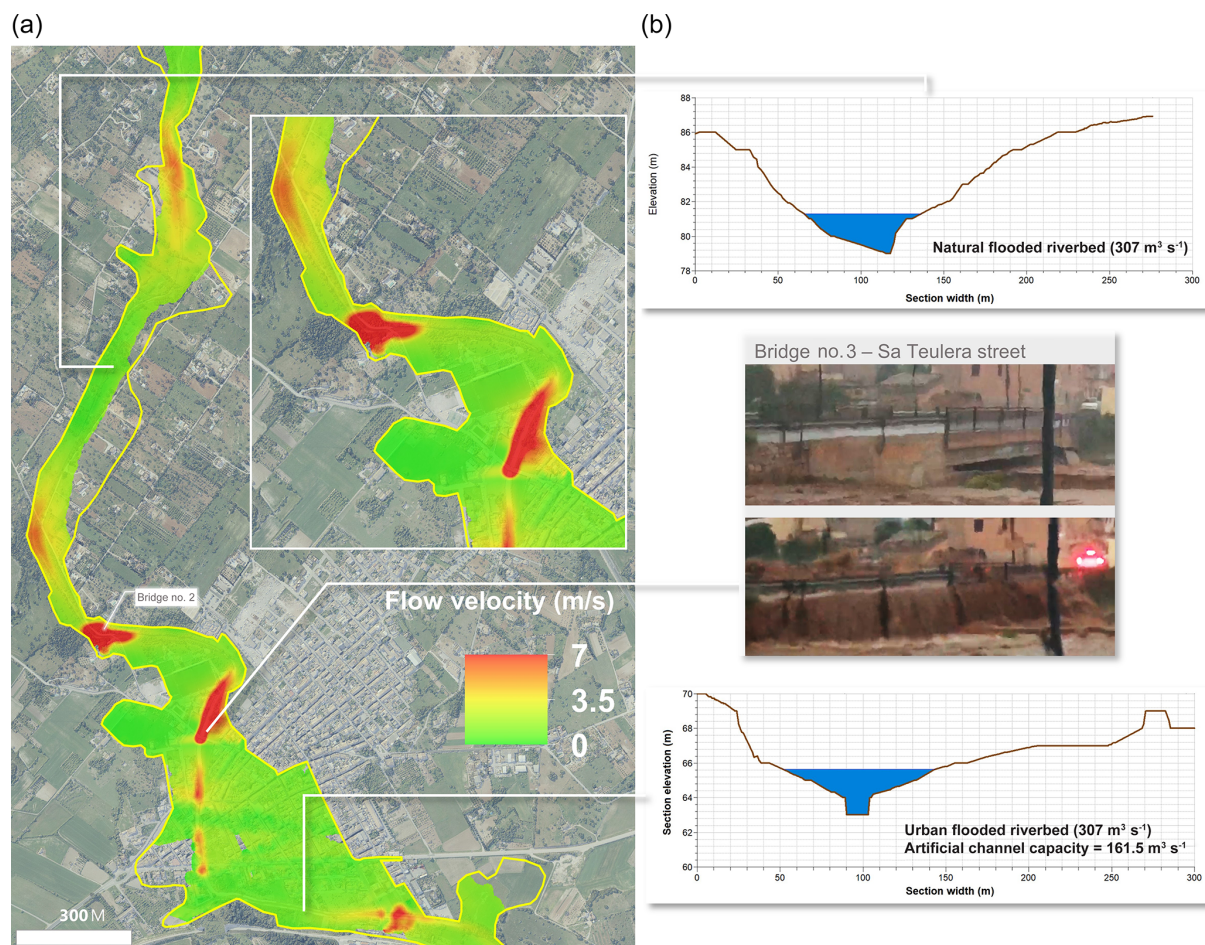 (a)
(b)
Bridge no. 2
Flow velocity (m/s)
7
3.5
0
300 M
88
86
84
82
80
78
Elevation (m)
0
50
100
150
200
250
300
Section width (m)
Natural flooded riverbed (307 m³ s⁻¹)
Bridge no. 3 – Sa Teulera street
70
68
66
64
62
60
Section elevation (m)
0
50
100
150
200
250
300
Section width (m)
Urban flooded riverbed (307 m³ s⁻¹)
Artificial channel capacity = 161.5 m³ s⁻¹